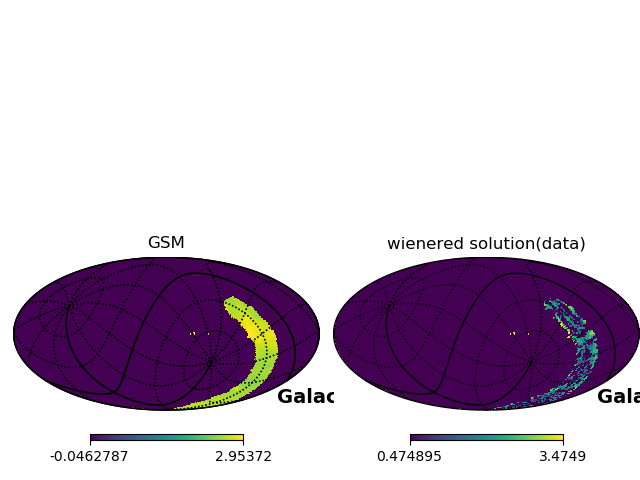 GSM
wienered solution(data)
Galac
Gala
-0.0462787
2.95372
0.474895
3.4749